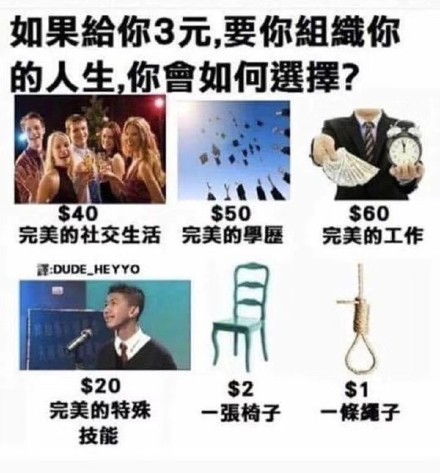 如果給你3元,要你組織你
的人生,你會如何選擇?
$40
完美的社交生活
$50
完美的學歷
$60
完美的工作
譯:DUDE_HEYYO
$20
完美的特殊
技能
$2
一張椅子
$1
一條繩子